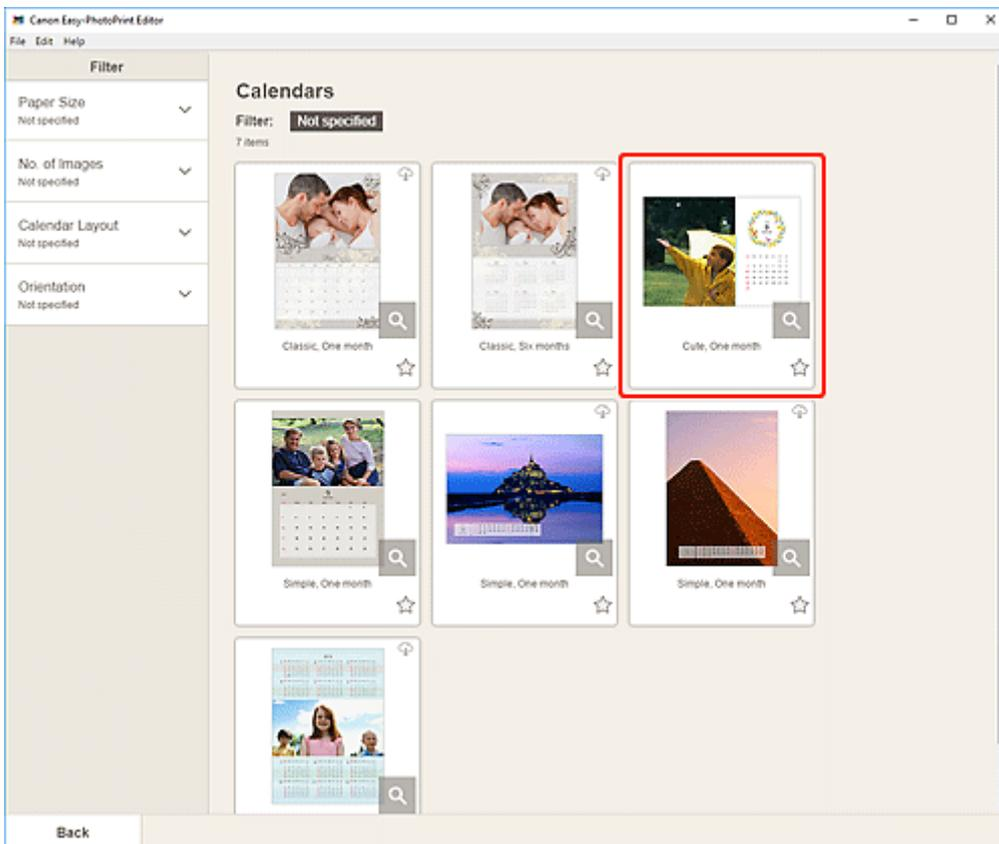 Canon Easy-PhotoPrint Editor
File Edit Help
Filter
Paper Size
Not specified
No. of Images
Not specified
Calendar Layout
Not specified
Orientation
Not specified
Calendars
Filter: Not specified
7 items
Classic, One month
Classic, Six months
Cute, One month
Simple, One month
Simple, One month
Simple, One month
Back